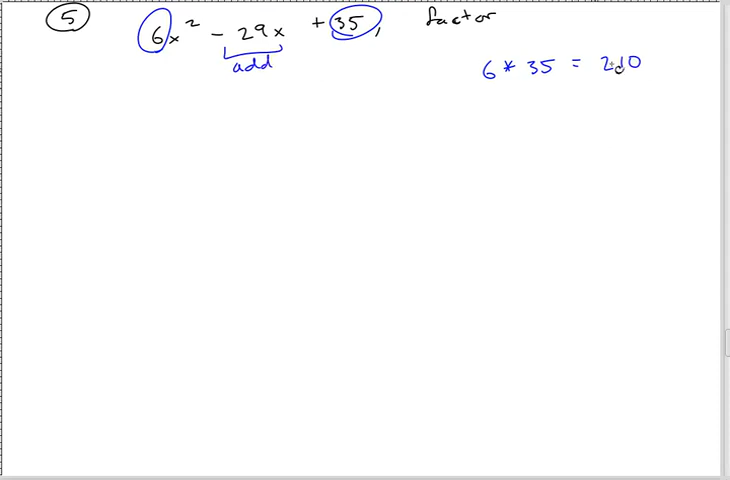 5 6x² - 29x + 35, factor
add
6 * 35 = 210